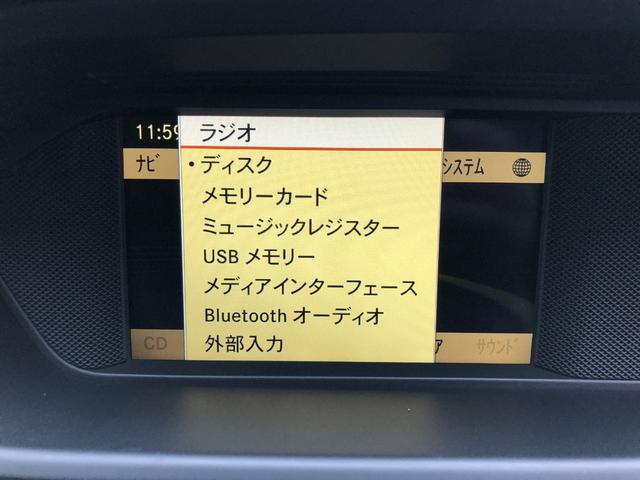 11:59
ラジオ
ナビ
・ディスク
システム
メモリーカード
ミュージックレジスター
USB メモリー
メディアインターフェース
Bluetooth オーディオ
CD
外部入力
ア
サウンド